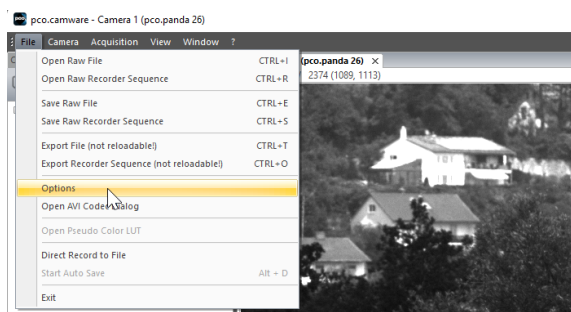 pco. pco.camware - Camera 1 (pco.panda 26)
File Camera Acquisition View Window ?
Open Raw File CTRL+I
(pco.panda 26) ×
2374 (1089, 1113)
Open Raw Recorder Sequence CTRL+R
Save Raw File CTRL+E
Save Raw Recorder Sequence CTRL+S
Export File (not reloadable!) CTRL+T
Export Recorder Sequence (not reloadable!) CTRL+O
Options
Open AVI Codec Dialog
Open Pseudo Color LUT
Direct Record to File
Start Auto Save Alt + D
Exit